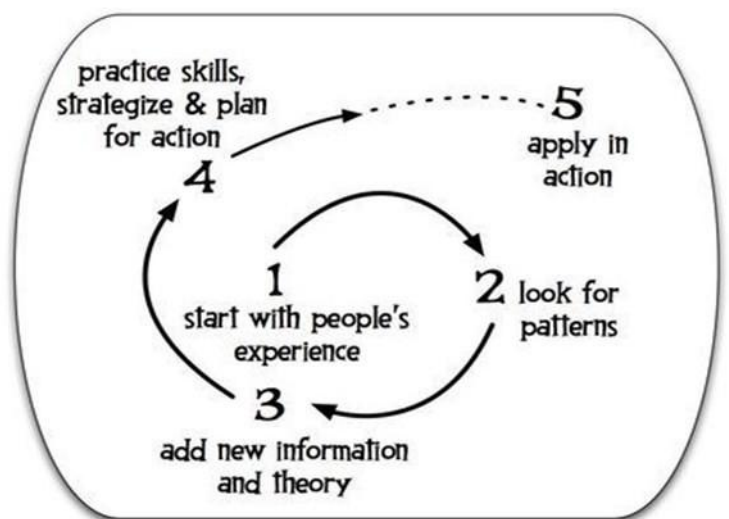 1
start with people's
experience
2 look for
patterns
3
add new information
and theory
practice skills,
strategize & plan
for action
4
5
apply in
action